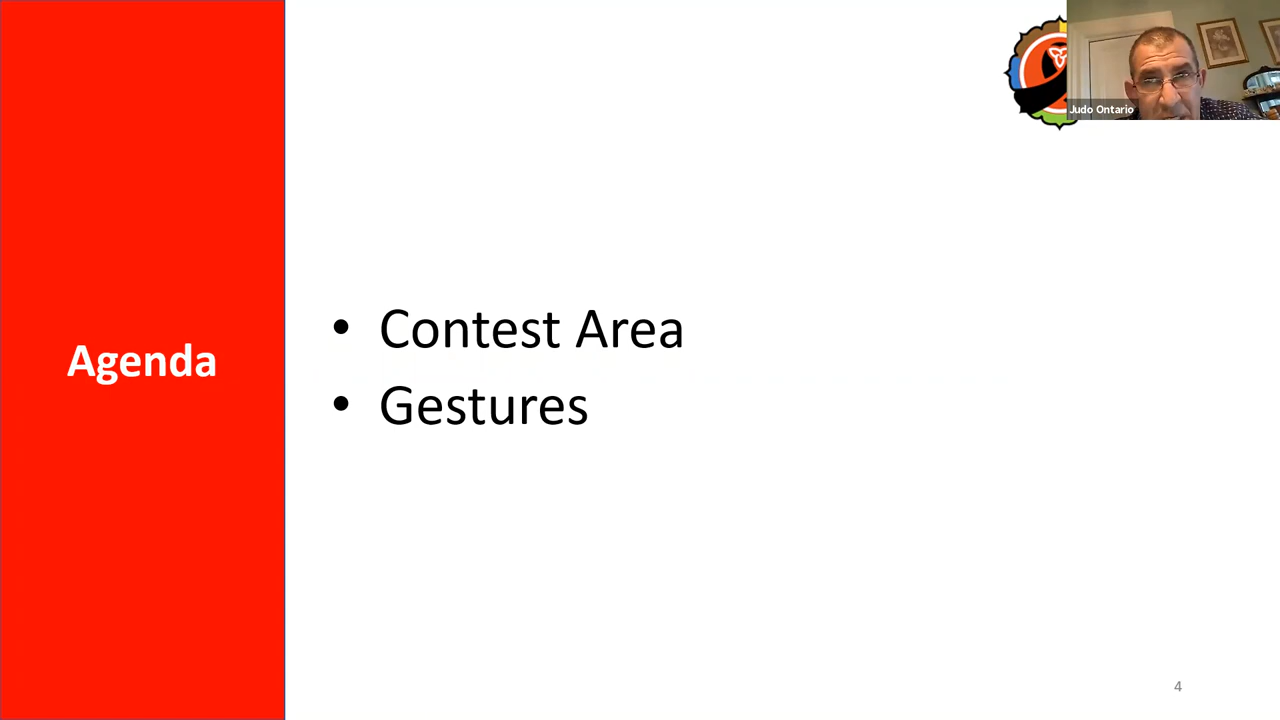 Judo Ontario
Agenda
• Contest Area
• Gestures
4